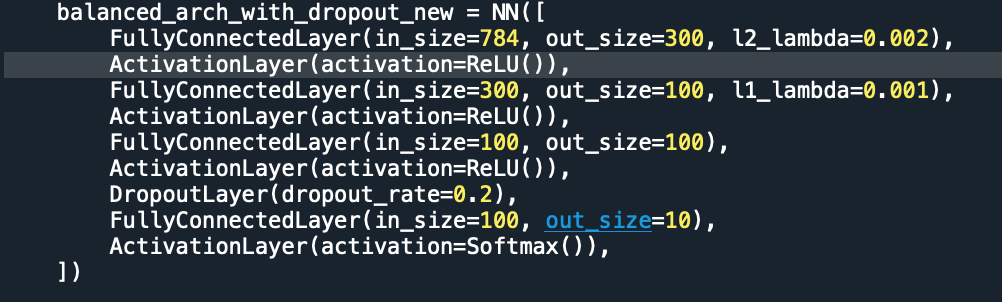 balanced_arch_with_dropout_new = NN([
FullyConnectedLayer(in_size=784, out_size=300, l2_lambda=0.002),
ActivationLayer(activation=ReLU()),
FullyConnectedLayer(in_size=300, out_size=100, l1_lambda=0.001),
ActivationLayer(activation=ReLU()),
FullyConnectedLayer(in_size=100, out_size=100),
ActivationLayer(activation=ReLU()),
DropoutLayer(dropout_rate=0.2),
FullyConnectedLayer(in_size=100, out_size=10),
ActivationLayer(activation=Softmax()),
])